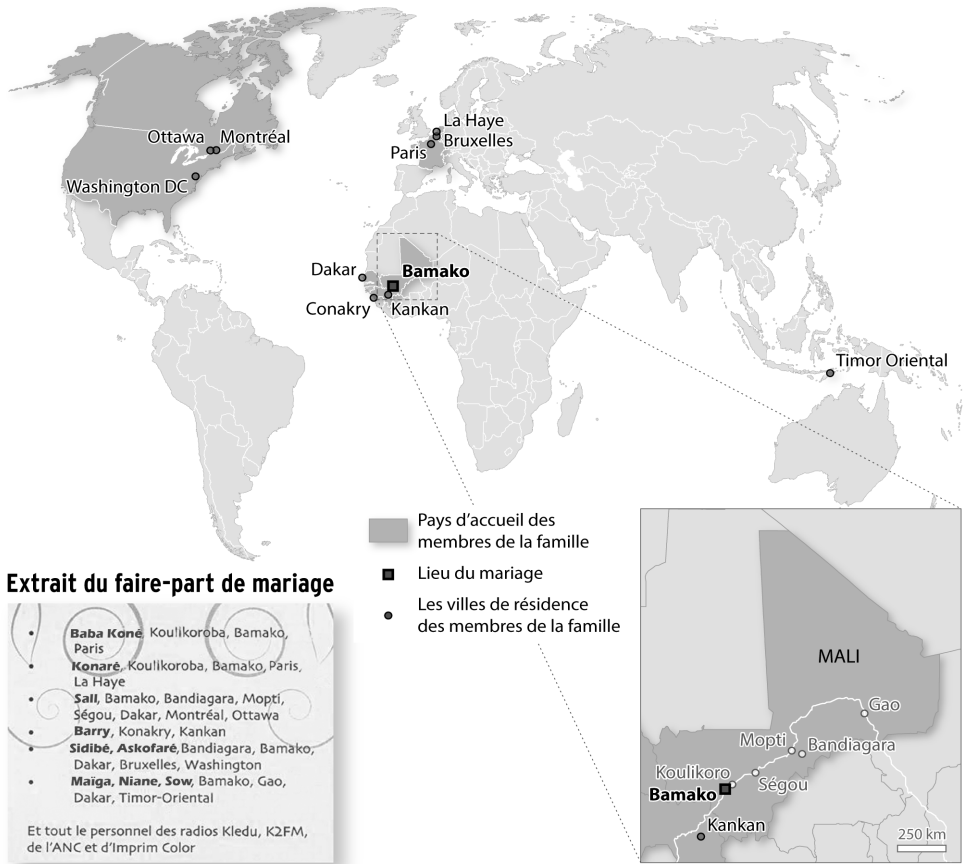 Ottawa
Montréal
Washington DC
La Haye
Bruxelles
Paris
Dakar
Bamako
Conakry
Kankan
Timor Oriental
Pays d'accueil des
membres de la famille
Lieu du mariage
Les villes de résidence
des membres de la famille
Extrait du faire-part de mariage
• Baba Koné, Koulikoroba, Bamako,
Paris
• Konaré, Koulikoroba, Bamako, Paris,
La Haye
• Sall, Bamako, Bandiagara, Mopti,
Ségou, Dakar, Montréal, Ottawa
• Barry, Konakry, Kankan
• Sidibé, Askofaré, Bandiagara, Bamako,
Dakar, Bruxelles, Washington
• Maïga, Niane, Sow, Bamako, Gao,
Dakar, Timor-Oriental
Et tout le personnel des radios Kledu, K2FM,
de l'ANC et d'Imprim Color
MALI
Gao
Mopti
Bandiagara
Koulikoro
Ségou
Bamako
Kankan
250 km